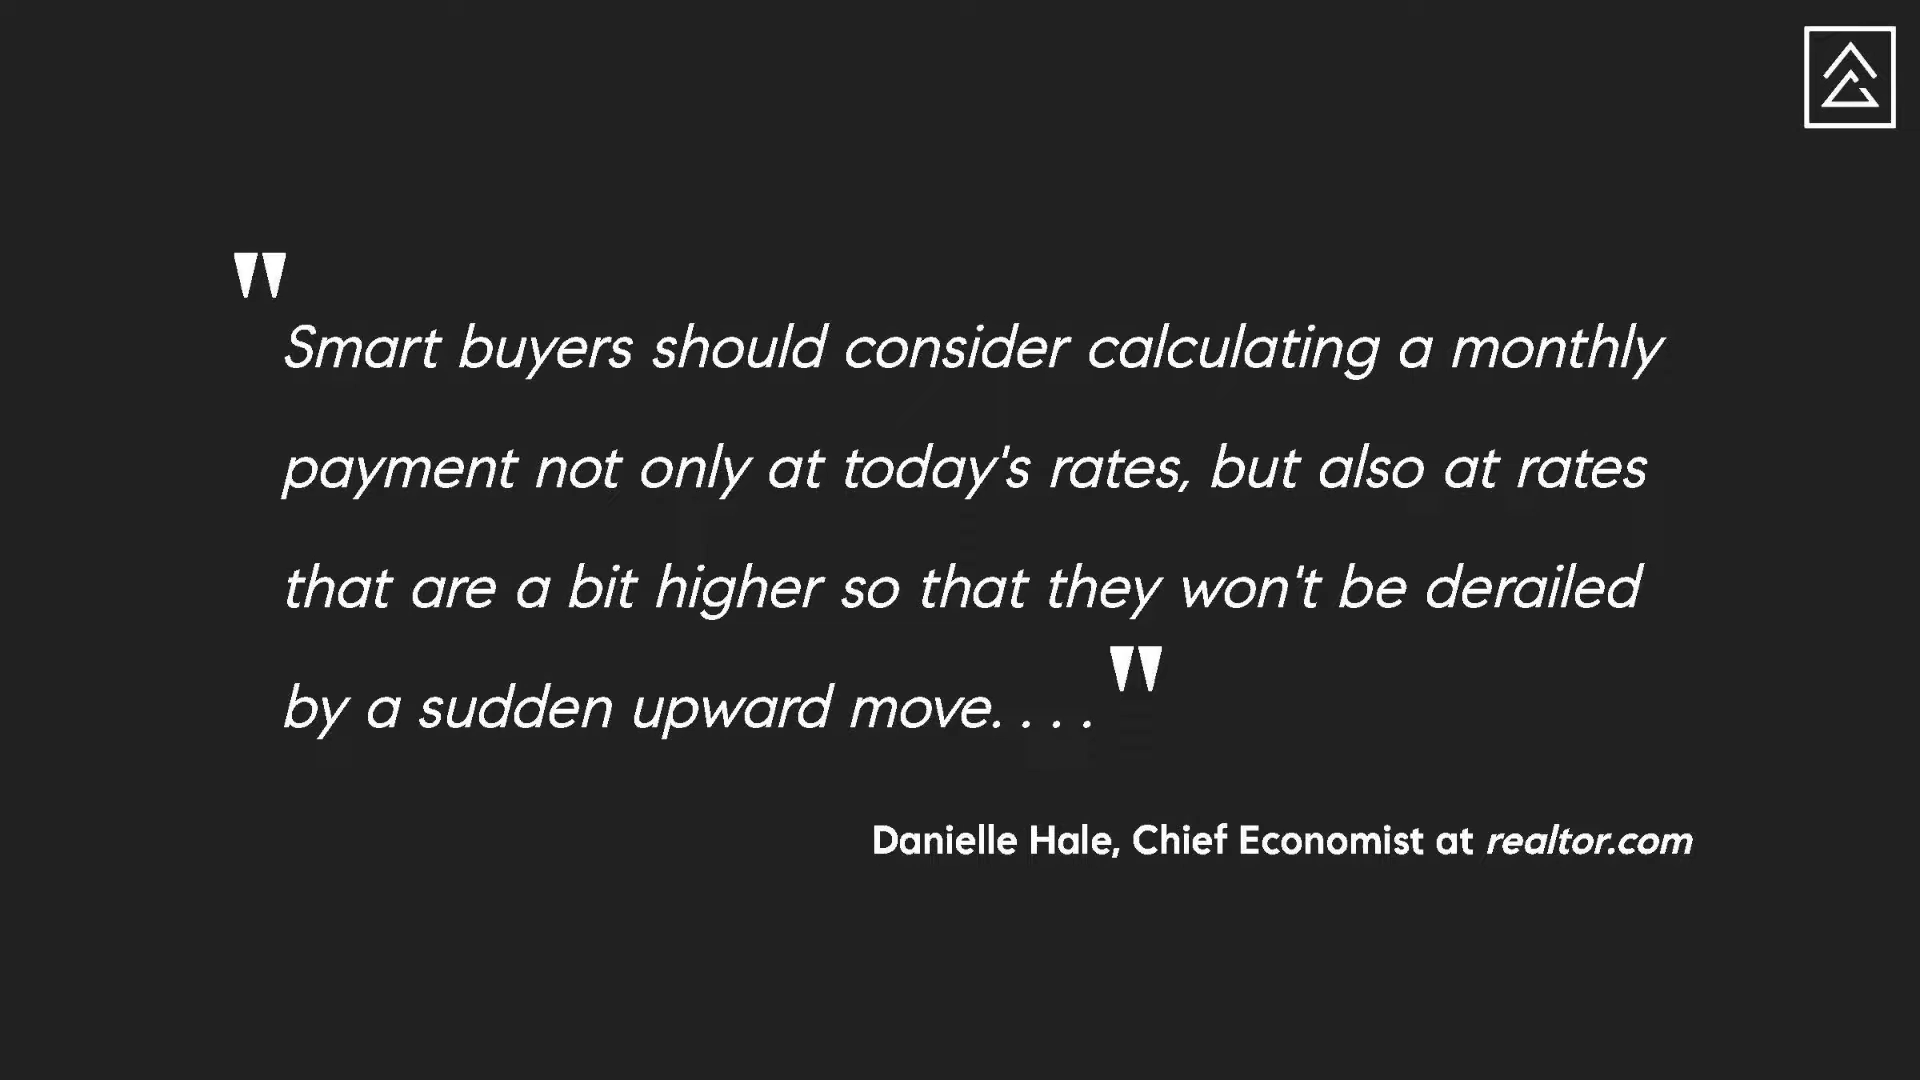 "Smart buyers should consider calculating a monthly
payment not only at today's rates, but also at rates
that are a bit higher so that they won't be derailed
by a sudden upward move. . . ."
Danielle Hale, Chief Economist at realtor.com